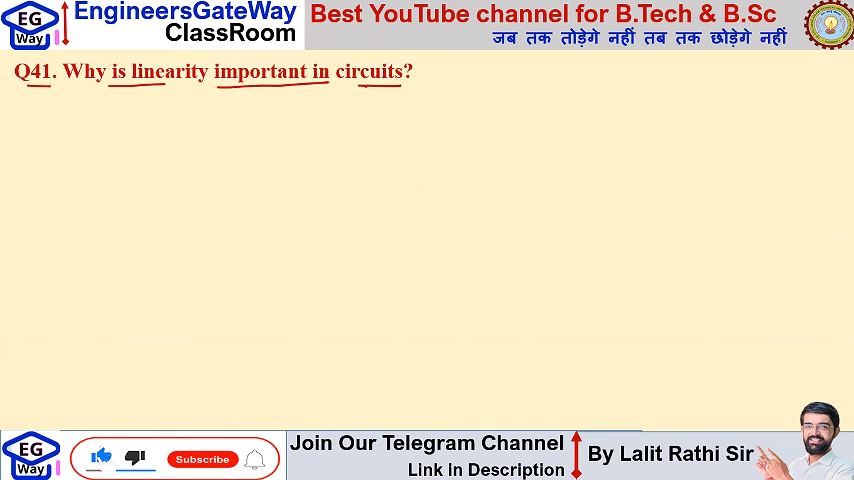 EG
Way
EngineersGateWay
ClassRoom
Best YouTube channel for B.Tech & B.Sc
जब तक तोड़ेगे नहीं तब तक छोड़ेगे नहीं
Q41. Why is linearity important in circuits?
EG
Way
Subscribe
Join Our Telegram Channel
Link in Description
By Lalit Rathi Sir